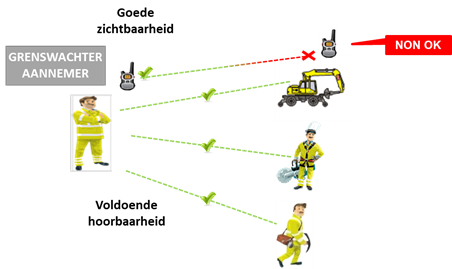 Goede
zichtbaarheid
NON OK
GRENSWACHTER
AANNEMER
Voldoende
hoorbaarheid